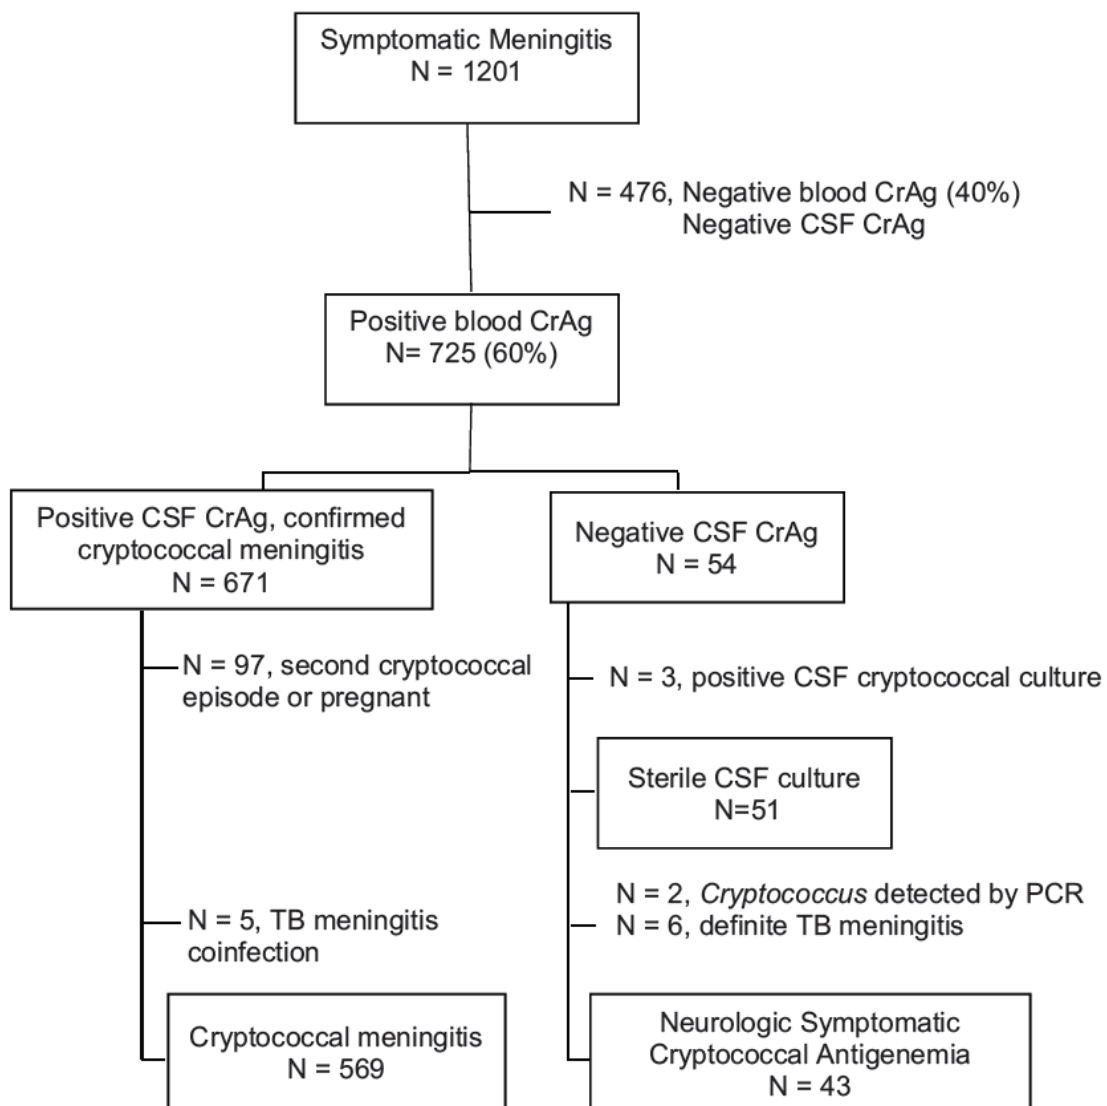 Symptomatic Meningitis
N = 1201
N = 476, Negative blood CrAg (40%)
Negative CSF CrAg
Positive blood CrAg
N= 725 (60%)
Positive CSF CrAg, confirmed
cryptococcal meningitis
N = 671
Negative CSF CrAg
N = 54
N = 97, second cryptococcal
episode or pregnant
N = 3, positive CSF cryptococcal culture
Sterile CSF culture
N=51
N = 5, TB meningitis
coinfection
N = 2, Cryptococcus detected by PCR
N = 6, definite TB meningitis
Cryptococcal meningitis
N = 569
Neurologic Symptomatic
Cryptococcal Antigenemia
N = 43